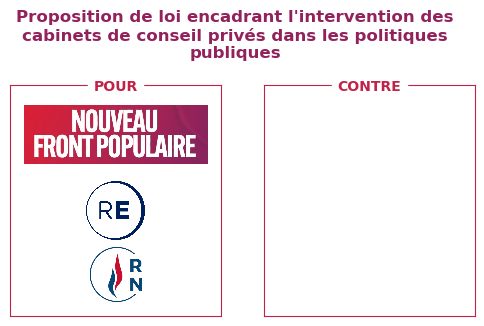 Proposition de loi encadrant l'intervention des
cabinets de conseil privés dans les politiques
publiques
POUR
CONTRE
NOUVEAU
FRONT POPULAIRE
RE
R
N